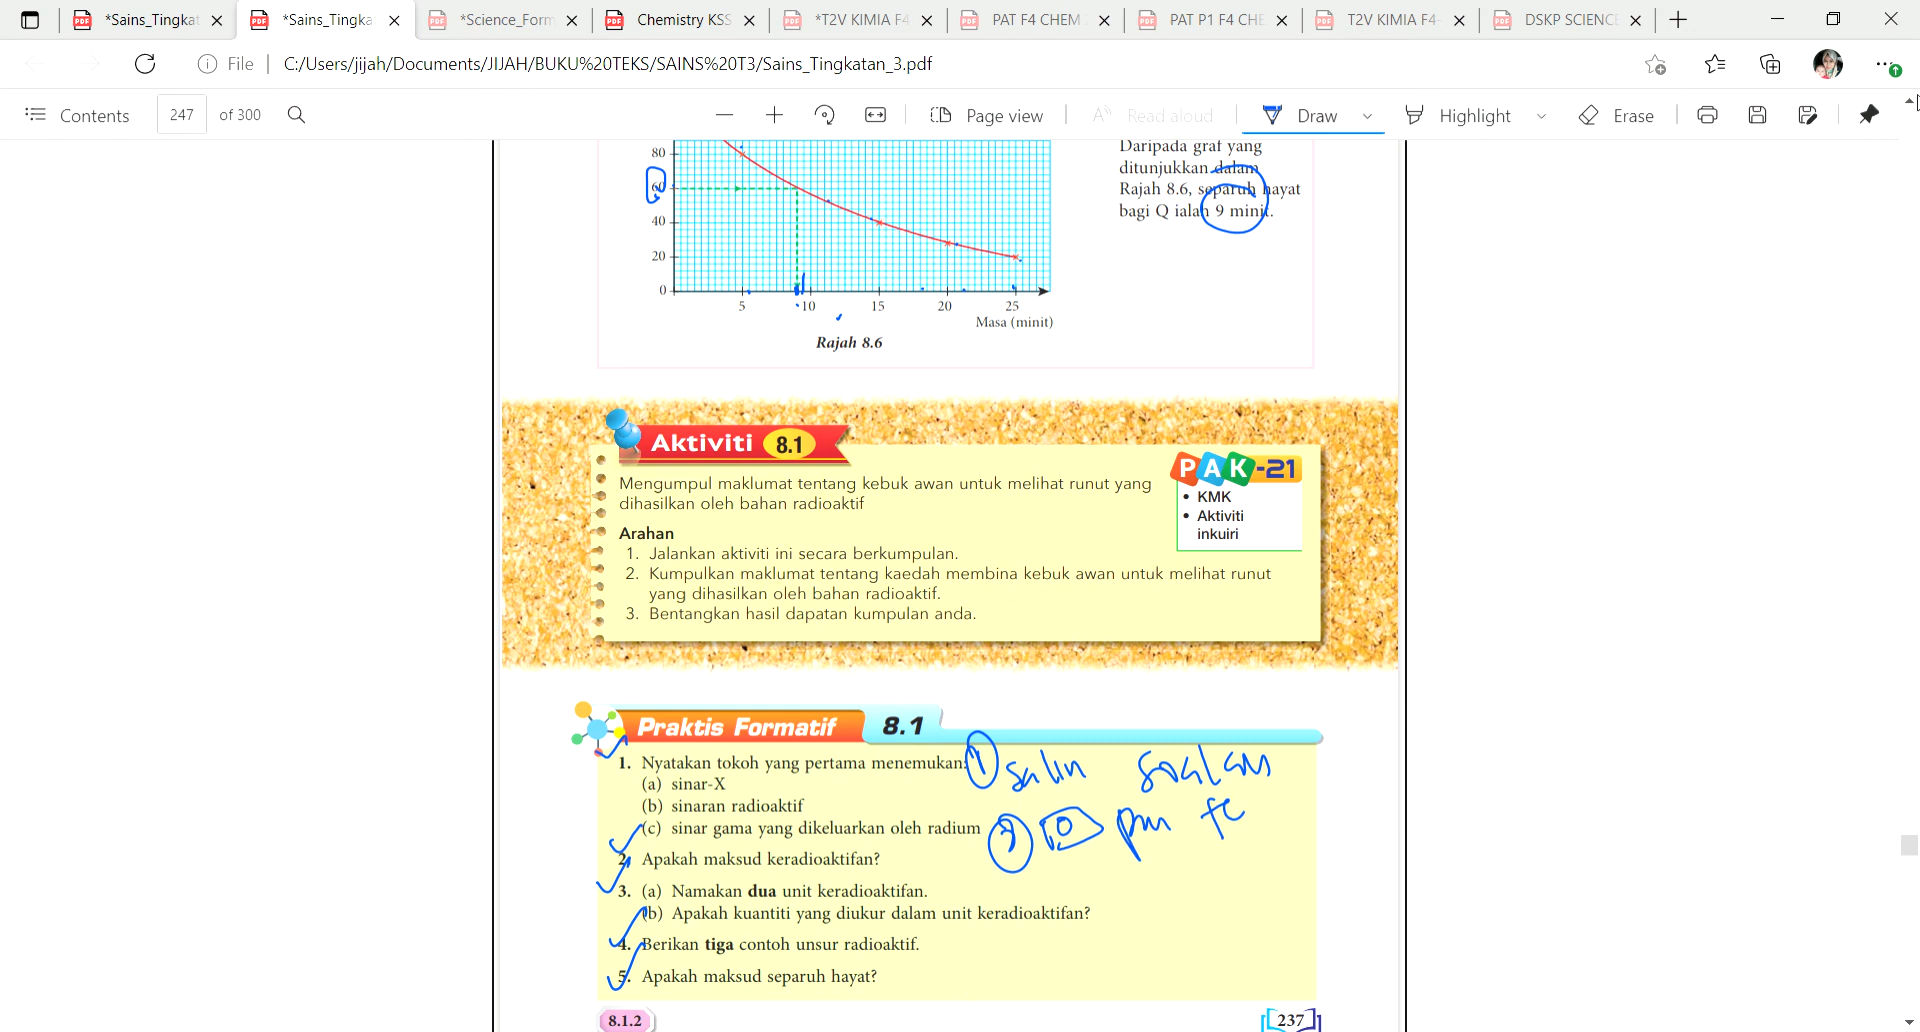 *Sains_Tingkat
*Sains_Tingka
*Science_Form
Chemistry KSS
*T2V KIMIA F4
PAT F4 CHEM
PAT P1 F4 CHE
T2V KIMIA F4
DSKP SCIENCE
File
C:/Users/jijah/Documents/JIJAH/BUKU%20TEKS/SAINS%20T3/Sains_Tingkatan_3.pdf
Contents
247 of 300
Page view
Read aloud
Draw
Highlight
Erase
80
60
40
20
0
5 10 15 20 25
Masa (minit)
Rajah 8.6
Daripada graf yang
ditunjukkan dalam
Rajah 8.6, separuh hayat
bagi Q ialah 9 minit.
Aktiviti 8.1
PAK-21
• KMK
• Aktiviti
inkuiri
Mengumpul maklumat tentang kebuk awan untuk melihat runut yang
dihasilkan oleh bahan radioaktif
Arahan
1. Jalankan aktiviti ini secara berkumpulan.
2. Kumpulkan maklumat tentang kaedah membina kebuk awan untuk melihat runut
yang dihasilkan oleh bahan radioaktif.
3. Bentangkan hasil dapatan kumpulan anda.
Praktis Formatif 8.1
1. Nyatakan tokoh yang pertama menemukan:
(a) sinar-X
(b) sinaran radioaktif
(c) sinar gama yang dikeluarkan oleh radium
① salin soalan
②
2. Apakah maksud keradioaktifan?
3. (a) Namakan dua unit keradioaktifan.
(b) Apakah kuantiti yang diukur dalam unit keradioaktifan?
4. Berikan tiga contoh unsur radioaktif.
5. Apakah maksud separuh hayat?
8.1.2
237